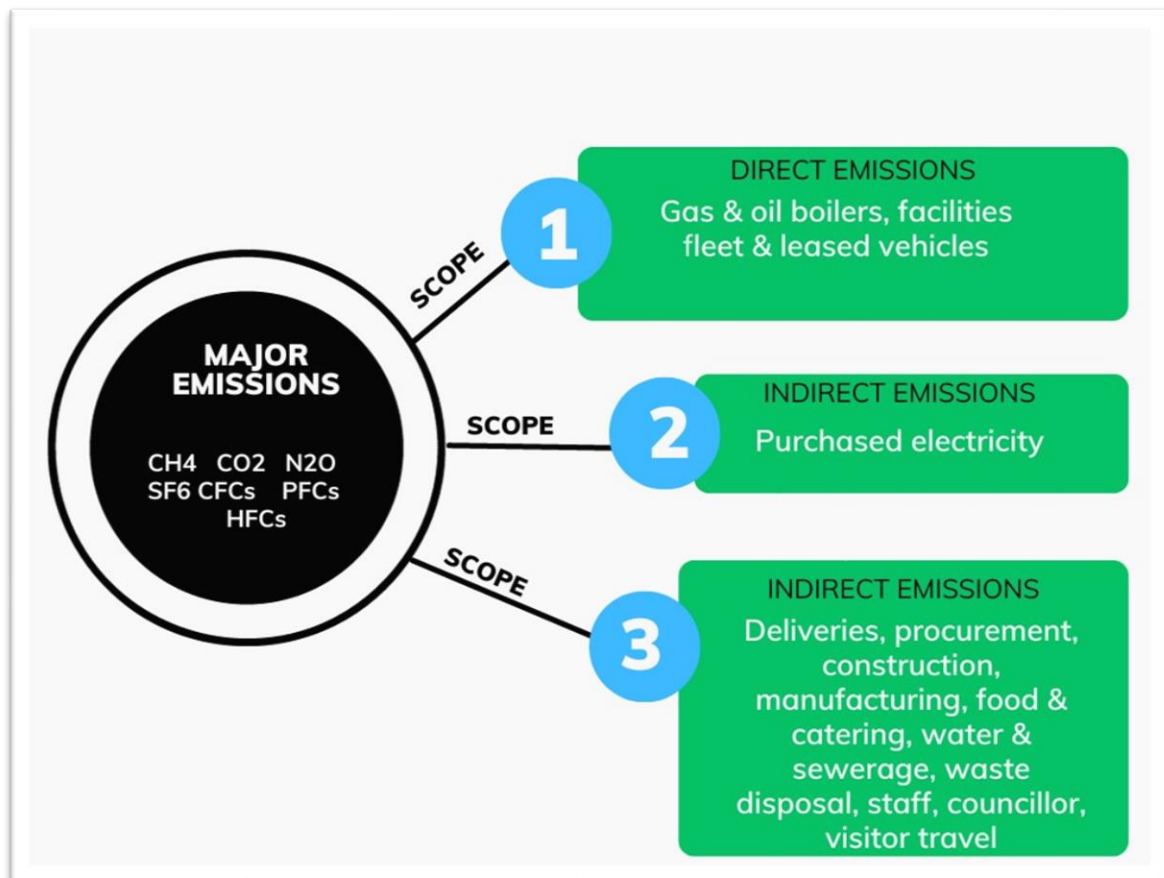 MAJOR
EMISSIONS
CH4 CO2 N2O
SF6 CFCs PFCs
HFCs
SCOPE
1
DIRECT EMISSIONS
Gas & oil boilers, facilities
fleet & leased vehicles
SCOPE
2
INDIRECT EMISSIONS
Purchased electricity
SCOPE
3
INDIRECT EMISSIONS
Deliveries, procurement,
construction,
manufacturing, food &
catering, water &
sewerage, waste
disposal, staff, councillor,
visitor travel